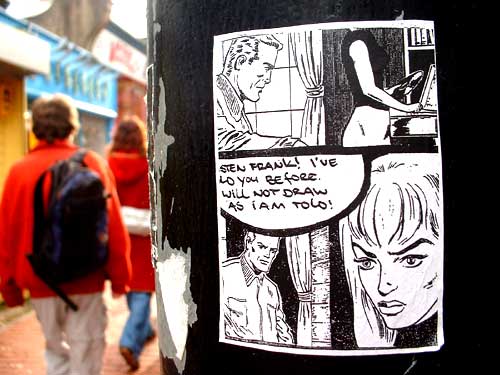 STEN FRANK! I'VE
LD YOU BEFORE.
WILL NOT DRAW
AS I AM TOLD!